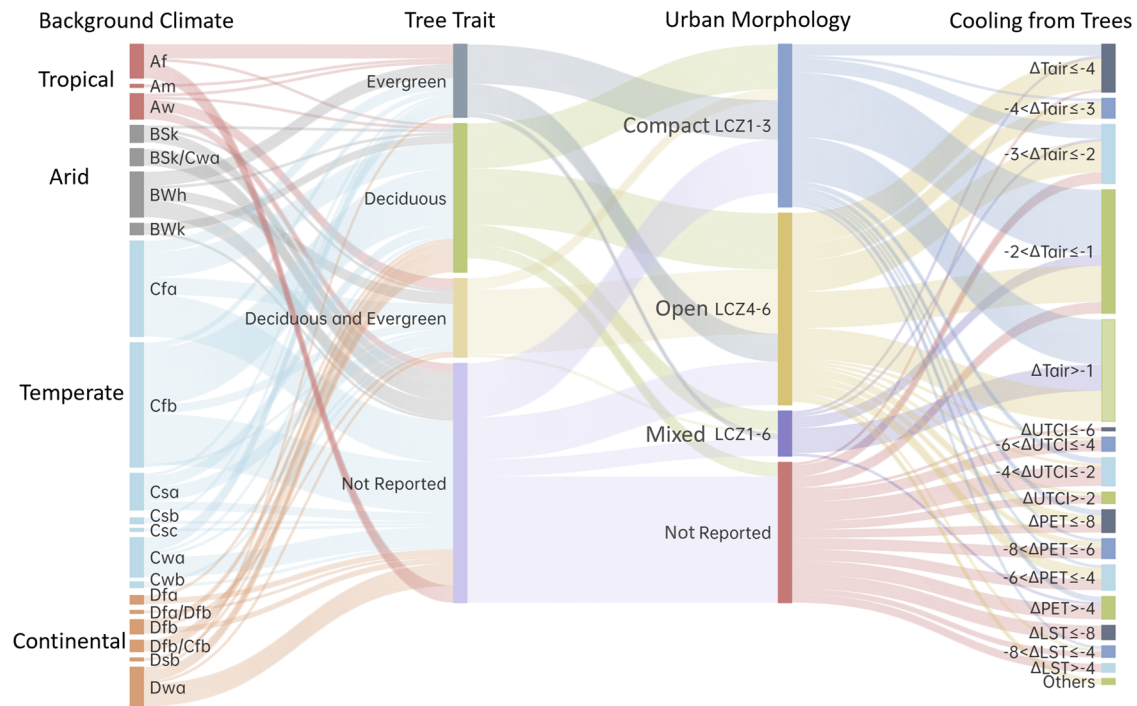 Background Climate
Tree Trait
Urban Morphology
Cooling from Trees
Tropical
Af
Am
Aw
Arid
BSk
BSk/Cwa
BWh
BWk
Temperate
Cfa
Cfb
Csa
Csb
Csc
Cwa
Cwb
Continental
Dfa
Dfa/Dfb
Dfb
Dfb/Cfb
Dsb
Dwa
Evergreen
Deciduous
Deciduous and Evergreen
Not Reported
Compact LCZ1-3
Open LCZ4-6
Mixed LCZ1-6
Not Reported
ΔTair≤-4
-4<ΔTair≤-3
-3<ΔTair≤-2
-2<ΔTair≤-1
ΔTair>-1
ΔUTCI≤-6
-6<ΔUTCI≤-4
-4<ΔUTCI≤-2
ΔUTCI>-2
ΔPET≤-8
-8<ΔPET≤-6
-6<ΔPET≤-4
ΔPET>-4
ΔLST≤-8
-8<ΔLST≤-4
ΔLST>-4
Others